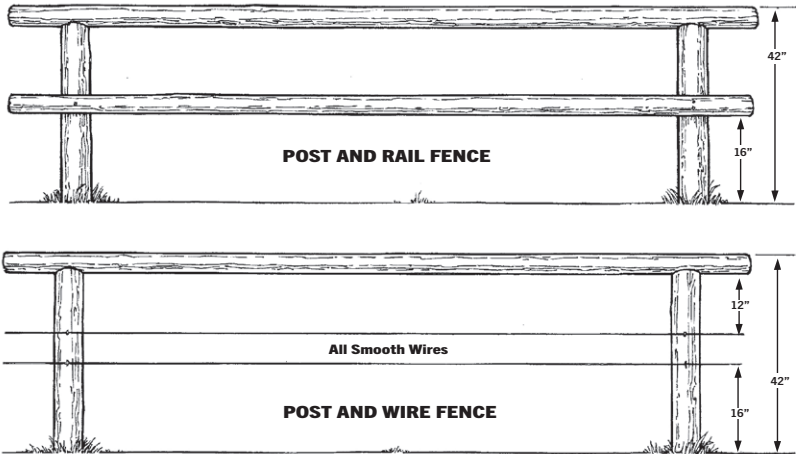 42”
16”
POST AND RAIL FENCE
12”
All Smooth Wires
42”
16”
POST AND WIRE FENCE